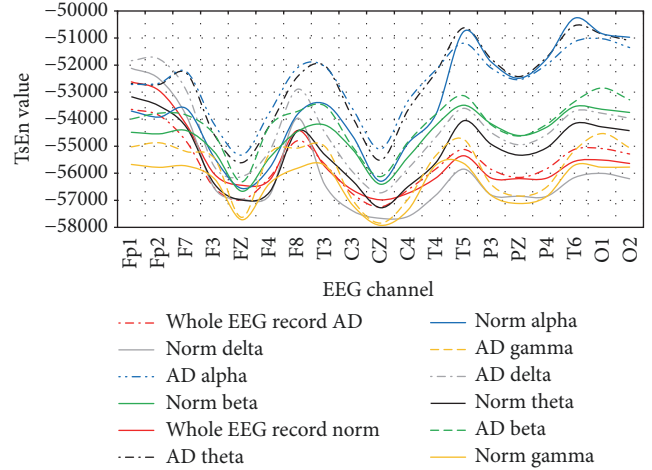 −50000
−51000
−52000
−53000
−54000
−55000
−56000
−57000
−58000
TsEn value
Fp1 Fp2 F7 F3 FZ F4 F8 T3 C3 CZ C4 T4 T5 P3 PZ P4 T6 O1 O2
EEG channel
Whole EEG record AD
Norm delta
AD alpha
Norm beta
Whole EEG record norm
AD theta
Norm alpha
AD gamma
AD delta
Norm theta
AD beta
Norm gamma